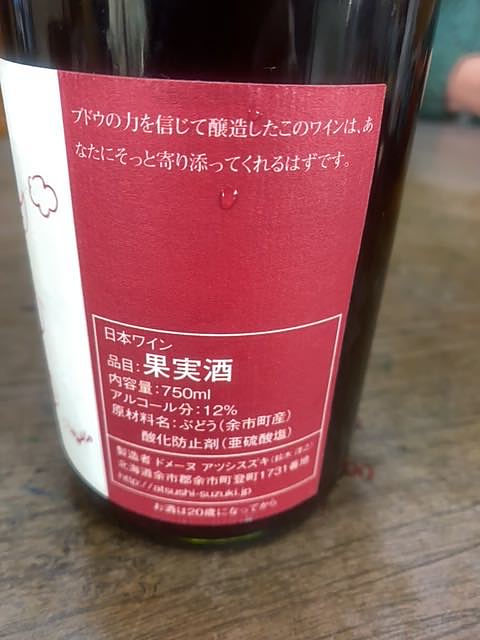 ブドウの力を信じて醸造したこのワインは、あ
なたにそっと寄り添ってくれるはずです。
日本ワイン
品目:果実酒
内容量:750ml
アルコール分:12%
原材料名:ぶどう(余市町産)
酸化防止剤(亜硫酸塩)
製造者 ドメーヌ アツシスズキ(鈴木 淳之)
北海道余市郡余市町登町1731番地
http://atsushi-suzuki.jp
お酒は20歳になってから